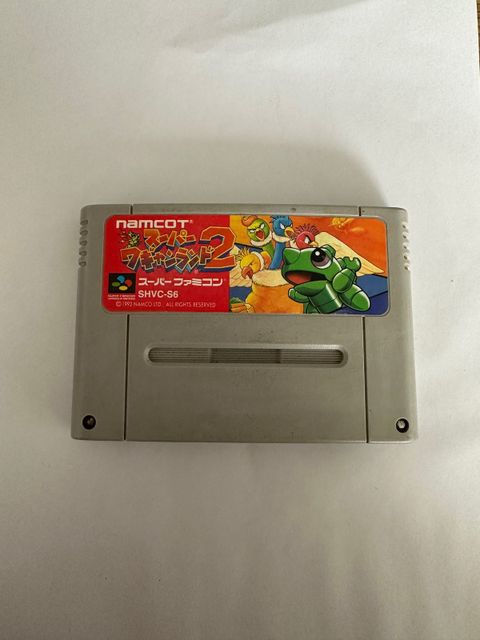 namcoT
スーパー
ワギャンランド2
スーパーファミコン
SHVC-S6
© 1993 NAMCO LTD., ALL RIGHTS RESERVED